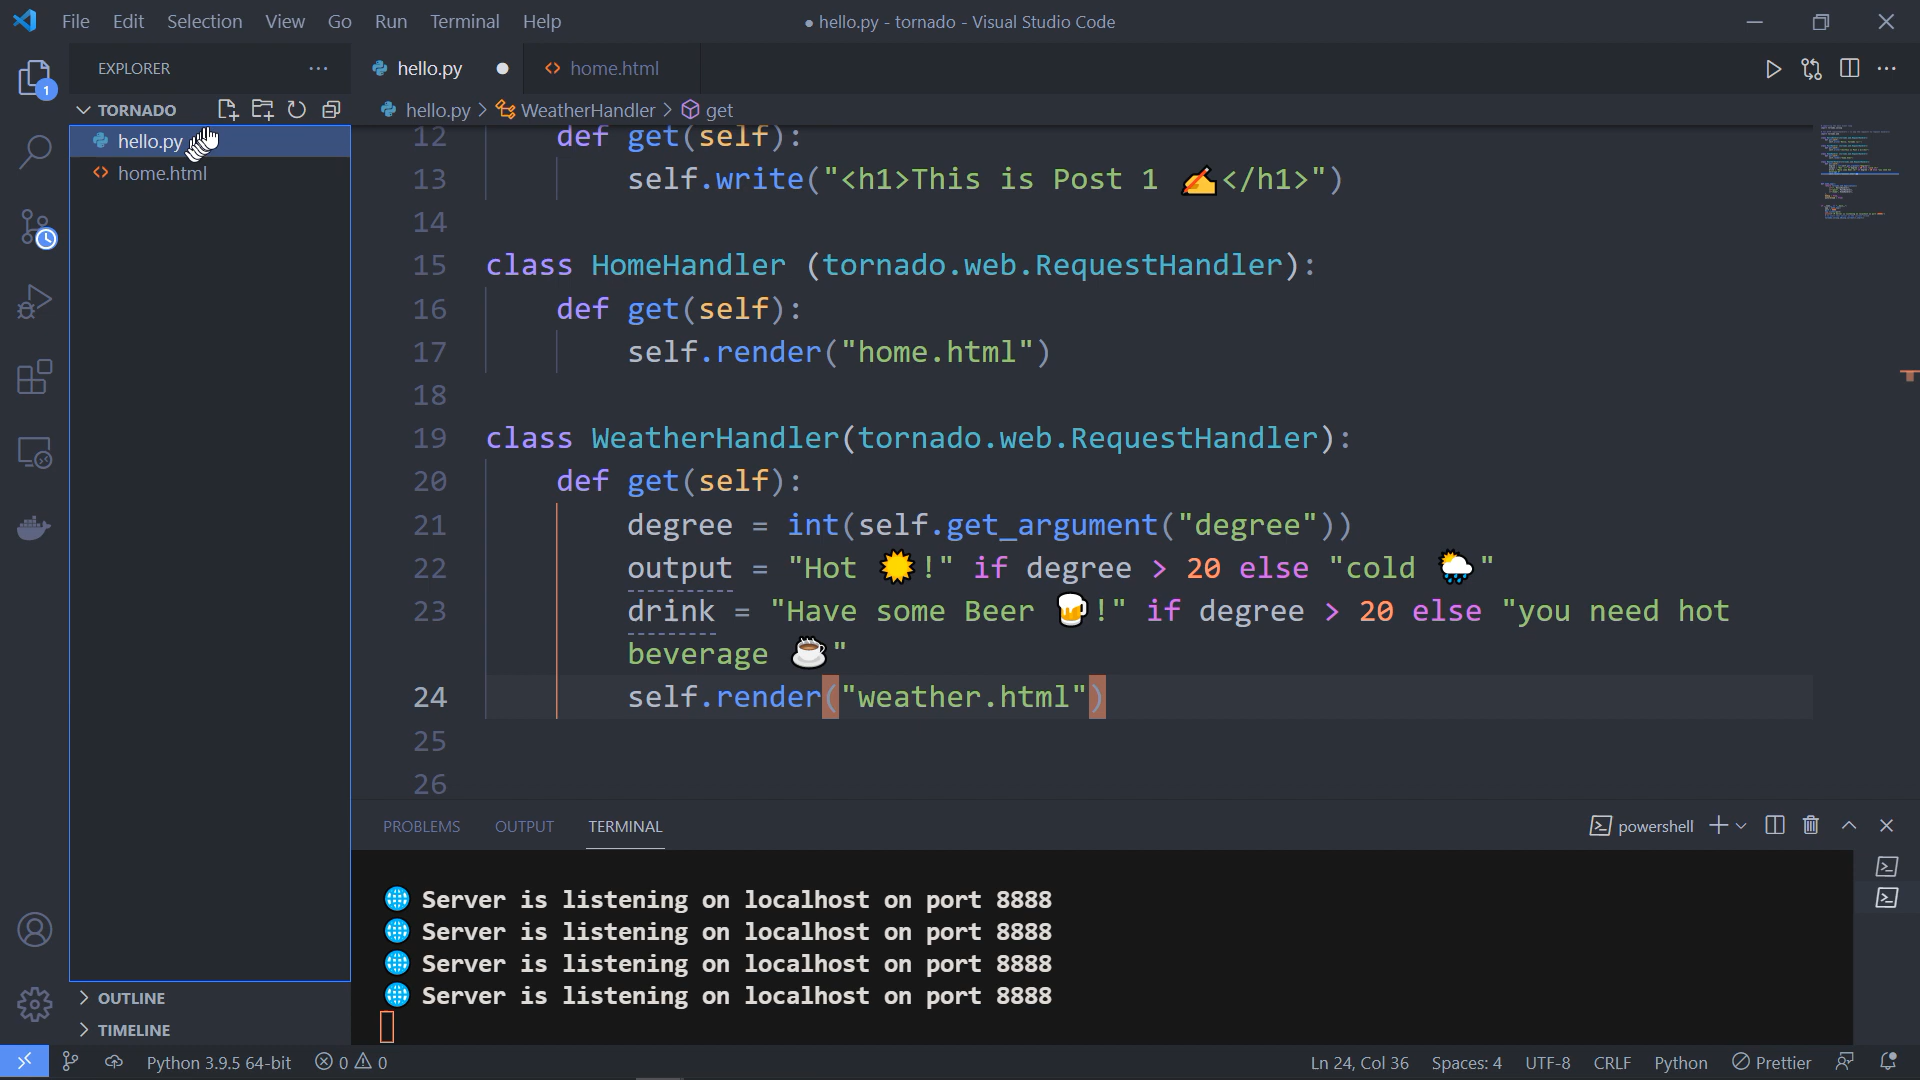 File Edit Selection View Go Run Terminal Help
● hello.py - tornado - Visual Studio Code
EXPLORER
hello.py
home.html
TORNADO
hello.py > WeatherHandler > get
1
hello.py
home.html
12 def get(self):
13 self.write("<h1>This is Post 1 ✍️</h1>")
14
15 class HomeHandler (tornado.web.RequestHandler):
16 def get(self):
17 self.render("home.html")
18
19 class WeatherHandler(tornado.web.RequestHandler):
20 def get(self):
21 degree = int(self.get_argument("degree"))
22 output = "Hot ☀️!" if degree > 20 else "cold 🌦️"
23 drink = "Have some Beer 🍺!" if degree > 20 else "you need hot
beverage ☕"
24 self.render("weather.html")
25
26
PROBLEMS OUTPUT TERMINAL
powershell
🌐 Server is listening on localhost on port 8888
🌐 Server is listening on localhost on port 8888
🌐 Server is listening on localhost on port 8888
🌐 Server is listening on localhost on port 8888
OUTLINE
TIMELINE
Python 3.9.5 64-bit 0 0
Ln 24, Col 36 Spaces: 4 UTF-8 CRLF Python Prettier